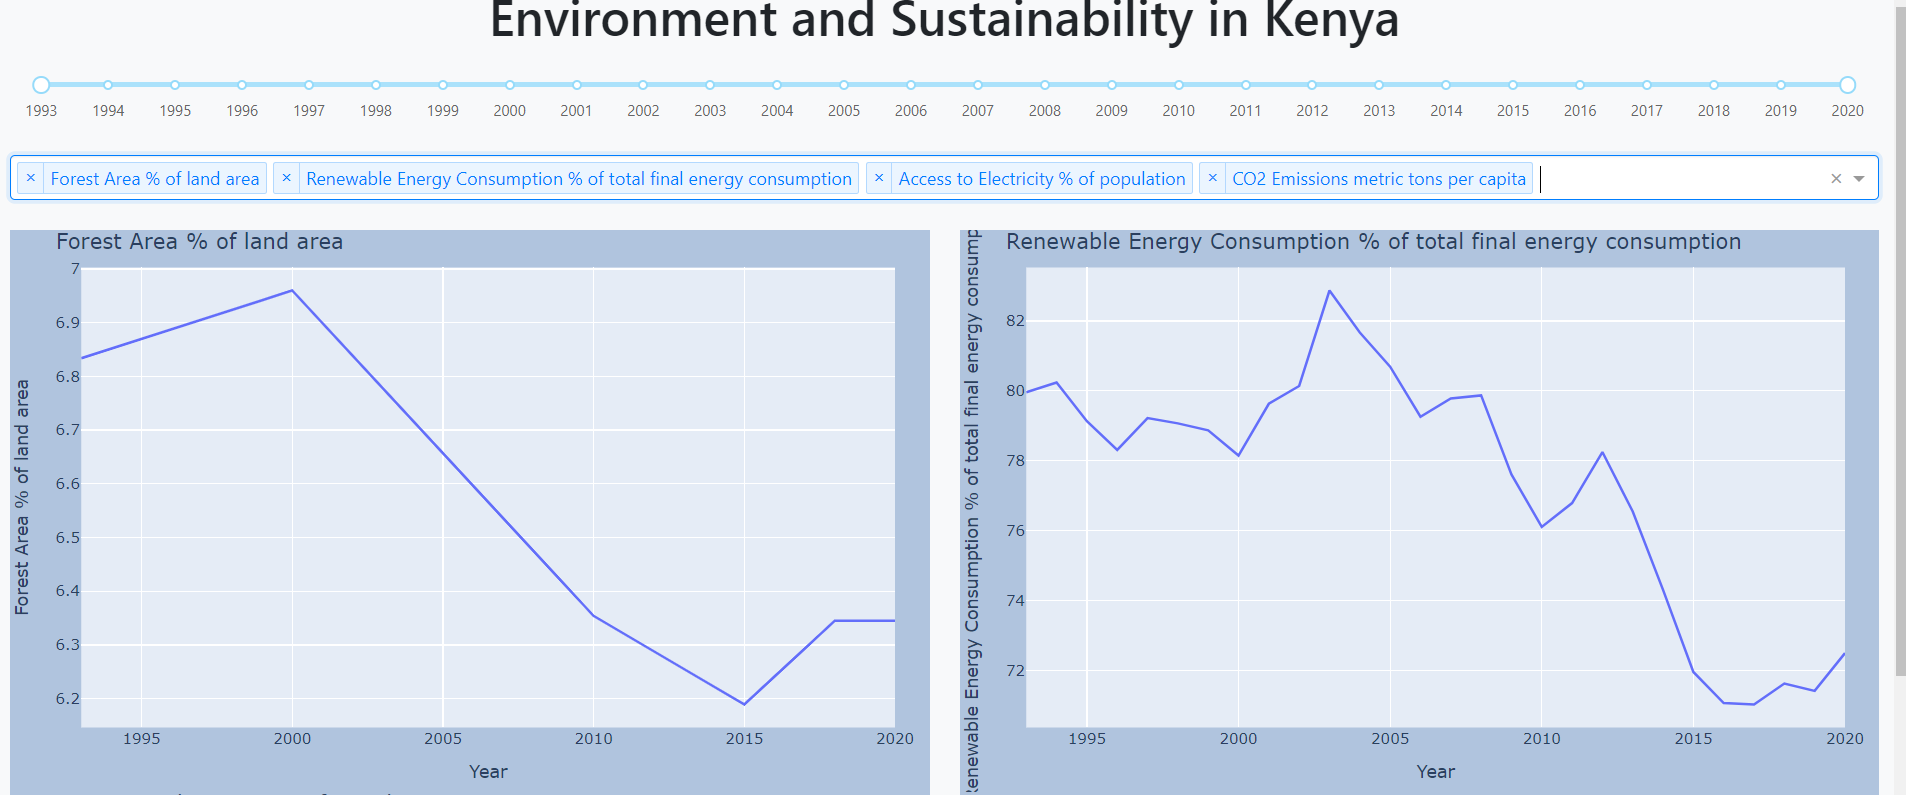 Environment and Sustainability in Kenya
1993 1994 1995 1996 1997 1998 1999 2000 2001 2002 2003 2004 2005 2006 2007 2008 2009 2010 2011 2012 2013 2014 2015 2016 2017 2018 2019 2020
× Forest Area % of land area × Renewable Energy Consumption % of total final energy consumption × Access to Electricity % of population × CO2 Emissions metric tons per capita ×
Forest Area % of land area
Forest Area % of land area
7
6.9
6.8
6.7
6.6
6.5
6.4
6.3
6.2
1995 2000 2005 2010 2015 2020
Year
Renewable Energy Consumption % of total final energy consumption
Renewable Energy Consumption % of total final energy consump
82
80
78
76
74
72
1995 2000 2005 2010 2015 2020
Year